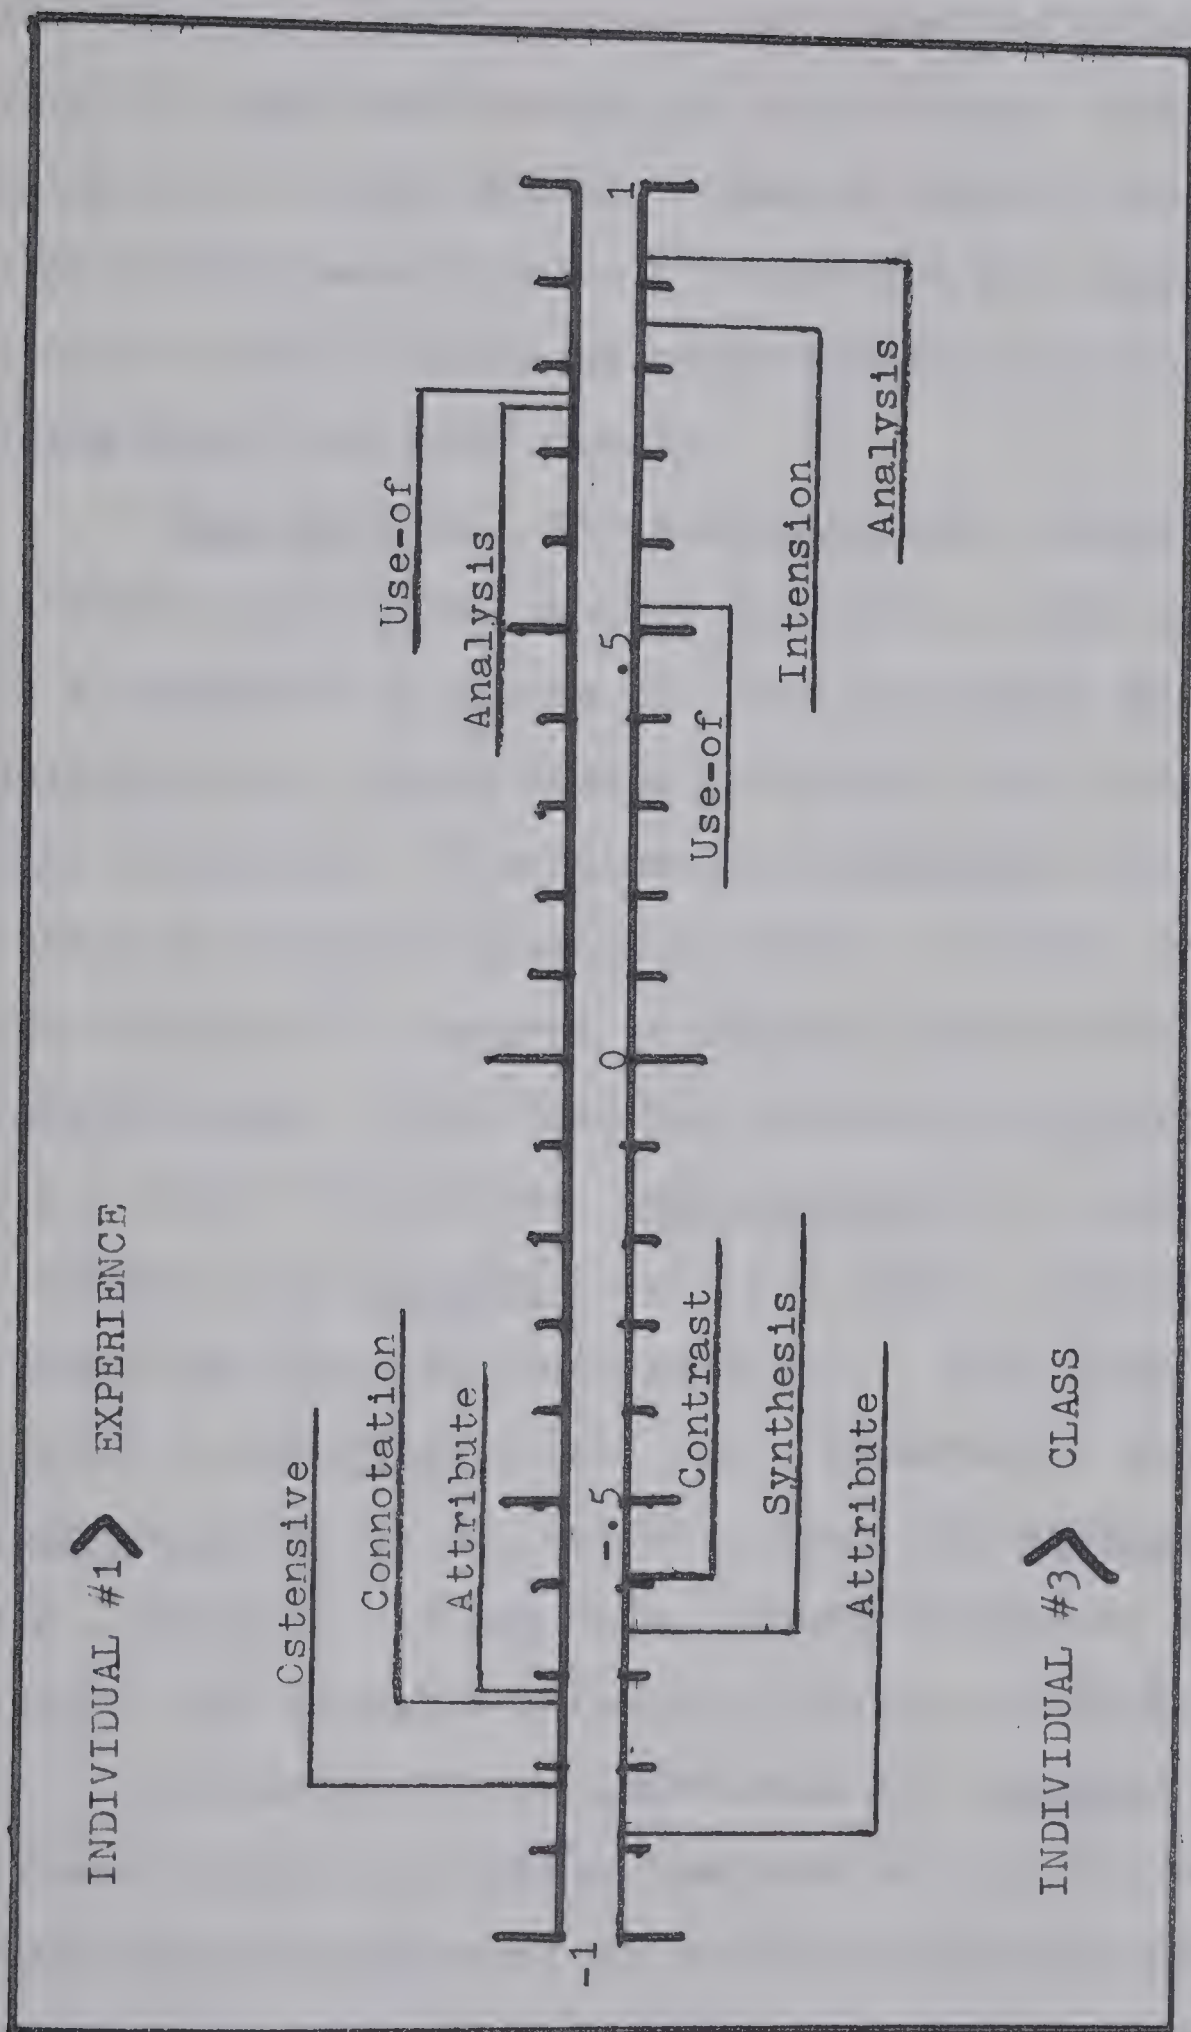 INDIVIDUAL #1 > EXPERIENCE
Cstensive
Connotation Use-of
Attribute Analysis
-1 -.5 0 .5 1
Contrast Use-of
Synthesis Intension
Attribute Analysis
INDIVIDUAL #3 > CLASS